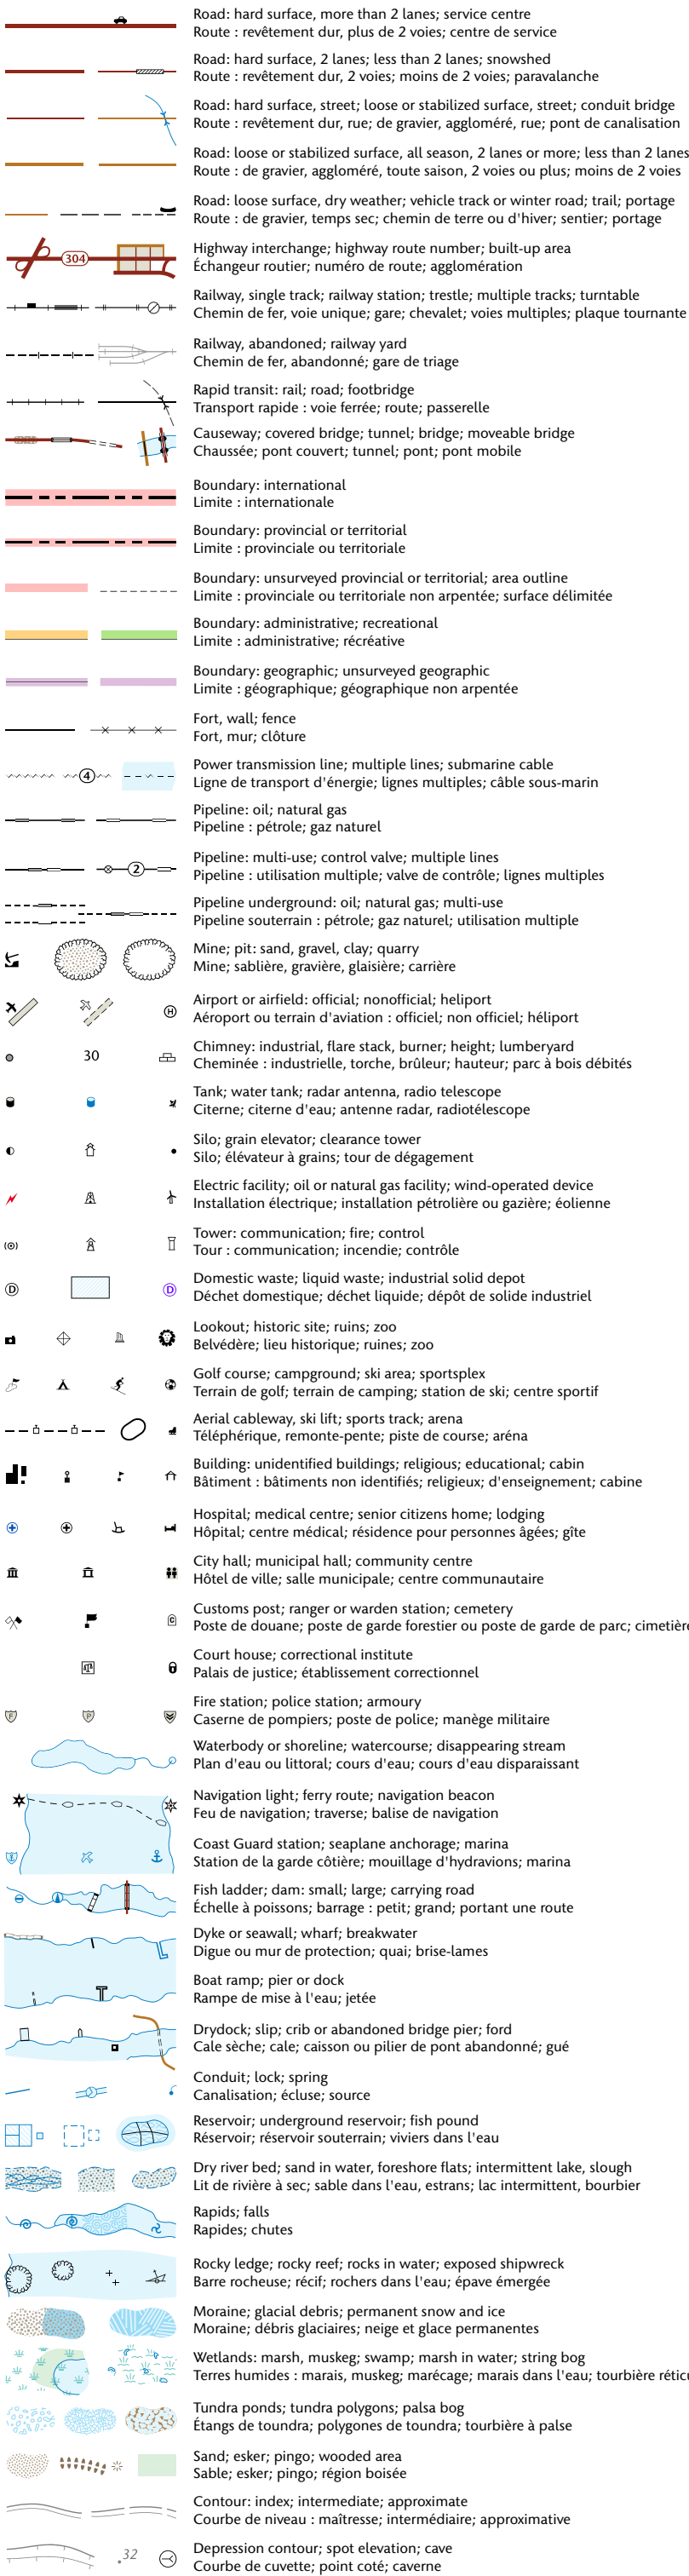 Road: hard surface, more than 2 lanes; service centre
Route : revêtement dur, plus de 2 voies; centre de service
Road: hard surface, 2 lanes; less than 2 lanes; snowshed
Route : revêtement dur, 2 voies; moins de 2 voies; paravalanche
Road: hard surface, street; loose or stabilized surface, street; conduit bridge
Route : revêtement dur, rue; de gravier, aggloméré, rue; pont de canalisation
Road: loose or stabilized surface, all season, 2 lanes or more; less than 2 lanes
Route : de gravier, aggloméré, toute saison, 2 voies ou plus; moins de 2 voies
Road: loose surface, dry weather; vehicle track or winter road; trail; portage
Route : de gravier, temps sec; chemin de terre ou d'hiver; sentier; portage
304
Highway interchange; highway route number; built-up area
Échangeur routier; numéro de route; agglomération
Railway, single track; railway station; trestle; multiple tracks; turntable
Chemin de fer, voie unique; gare; chevalet; voies multiples; plaque tournante
Railway, abandoned; railway yard
Chemin de fer, abandonné; gare de triage
Rapid transit: rail; road; footbridge
Transport rapide : voie ferrée; route; passerelle
Causeway; covered bridge; tunnel; bridge; moveable bridge
Chaussée; pont couvert; tunnel; pont; pont mobile
Boundary: international
Limite : internationale
Boundary: provincial or territorial
Limite : provinciale ou territoriale
Boundary: unsurveyed provincial or territorial; area outline
Limite : provinciale ou territoriale non arpentée; surface délimitée
Boundary: administrative; recreational
Limite : administrative; récréative
Boundary: geographic; unsurveyed geographic
Limite : géographique; géographique non arpentée
Fort, wall; fence
Fort, mur; clôture
4
Power transmission line; multiple lines; submarine cable
Ligne de transport d'énergie; lignes multiples; câble sous-marin
Pipeline: oil; natural gas
Pipeline : pétrole; gaz naturel
2
Pipeline: multi-use; control valve; multiple lines
Pipeline : utilisation multiple; valve de contrôle; lignes multiples
Pipeline underground: oil; natural gas; multi-use
Pipeline souterrain : pétrole; gaz naturel; utilisation multiple
Mine; pit: sand, gravel, clay; quarry
Mine; sablière, gravière, glaisière; carrière
H
Airport or airfield: official; nonofficial; heliport
Aéroport ou terrain d'aviation : officiel; non officiel; héliport
30
Chimney: industrial, flare stack, burner; height; lumberyard
Cheminée : industrielle, torche, brûleur; hauteur; parc à bois débités
Tank; water tank; radar antenna, radio telescope
Citerne; citerne d'eau; antenne radar, radiotélescope
Silo; grain elevator; clearance tower
Silo; élévateur à grains; tour de dégagement
Electric facility; oil or natural gas facility; wind-operated device
Installation électrique; installation pétrolière ou gazière; éolienne
Tower: communication; fire; control
Tour : communication; incendie; contrôle
D D
Domestic waste; liquid waste; industrial solid depot
Déchet domestique; déchet liquide; dépôt de solide industriel
Lookout; historic site; ruins; zoo
Belvédère; lieu historique; ruines; zoo
Golf course; campground; ski area; sportsplex
Terrain de golf; terrain de camping; station de ski; centre sportif
Aerial cableway, ski lift; sports track; arena
Téléphérique, remonte-pente; piste de course; aréna
Building: unidentified buildings; religious; educational; cabin
Bâtiment : bâtiments non identifiés; religieux; d'enseignement; cabine
Hospital, medical centre; senior citizens home; lodging
Hôpital; centre médical; résidence pour personnes âgées; gîte
City hall; municipal hall; community centre
Hôtel de ville; salle municipale; centre communautaire
C
Customs post; ranger or warden station; cemetery
Poste de douane; poste de garde forestier ou poste de garde de parc; cimetière
Court house; correctional institute
Palais de justice; établissement correctionnel
F P
Fire station; police station; armoury
Caserne de pompiers; poste de police; manège militaire
Waterbody or shoreline; watercourse; disappearing stream
Plan d'eau ou littoral; cours d'eau; cours d'eau disparaissant
Navigation light; ferry route; navigation beacon
Feu de navigation; traverse; balise de navigation
Coast Guard station; seaplane anchorage; marina
Station de la garde côtière; mouillage d'hydravions; marina
Fish ladder; dam: small; large; carrying road
Échelle à poissons; barrage : petit; grand; portant une route
Dyke or seawall; wharf; breakwater
Digue ou mur de protection; quai; brise-lames
Boat ramp; pier or dock
Rampe de mise à l'eau; jetée
Drydock; slip; crib or abandoned bridge pier; ford
Cale sèche; cale; caisson ou pilier de pont abandonné; gué
Conduit; lock; spring
Canalisation; écluse; source
Reservoir; underground reservoir; fish pound
Réservoir; réservoir souterrain; viviers dans l'eau
Dry river bed; sand in water, foreshore flats; intermittent lake, slough
Lit de rivière à sec; sable dans l'eau, estrans; lac intermittent, bourbier
Rapids; falls
Rapides; chutes
Rocky ledge; rocky reef; rocks in water; exposed shipwreck
Barre rocheuse; récif; rochers dans l'eau; épave émergée
Moraine; glacial debris; permanent snow and ice
Moraine; débris glaciaires; neige et glace permanentes
Wetlands: marsh, muskeg; swamp; marsh in water; string bog
Terres humides : marais, muskeg; marécage; marais dans l'eau; tourbière réticu
Tundra ponds; tundra polygons; palsa bog
Étangs de toundra; polygones de toundra; tourbière à palse
Sand; esker; pingo; wooded area
Sable; esker; pingo; région boisée
Contour: index; intermediate; approximate
Courbe de niveau : maîtresse; intermédiaire; approximative
32
Depression contour; spot elevation; cave
Courbe de cuvette; point coté; caverne